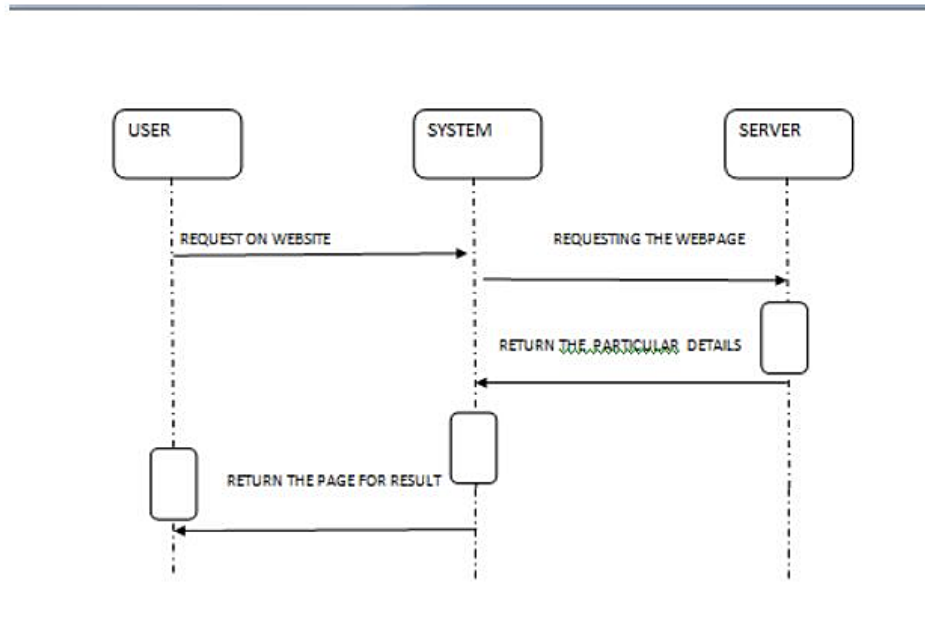 USER
SYSTEM
SERVER
REQUEST ON WEBSITE
REQUESTING THE WEBPAGE
RETURN THE PARTICULAR DETAILS
RETURN THE PAGE FOR RESULT